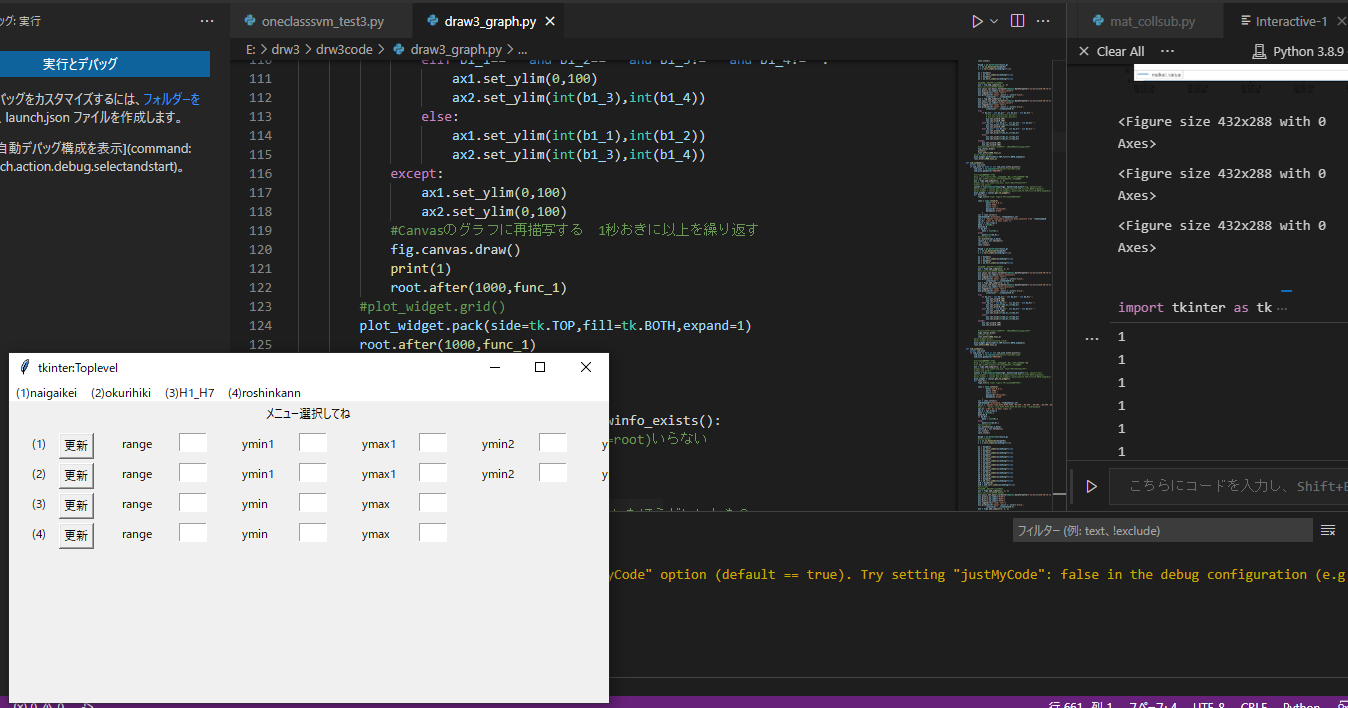 グ: 実行
oneclasssvm_test3.py
draw3_graph.py
mat_collsub.py
Interactive-1
E: > drw3 > drw3code > draw3_graph.py > ...
Clear All
Python 3.8.9
実行とデバッグ
バッグをカスタマイズするには、フォルダーを
launch.json ファイルを作成します。
自動デバッグ構成を表示](command:
ch.action.debug.selectandstart)。
111 ax1.set_ylim(0,100)
112 ax2.set_ylim(int(b1_3),int(b1_4))
113 else:
114 ax1.set_ylim(int(b1_1),int(b1_2))
115 ax2.set_ylim(int(b1_3),int(b1_4))
116 except:
117 ax1.set_ylim(0,100)
118 ax2.set_ylim(0,100)
119 #Canvasのグラフに再描写する　1秒おきに以上を繰り返す
120 fig.canvas.draw()
121 print(1)
122 root.after(1000,func_1)
123 #plot_widget.grid()
124 plot_widget.pack(side=tk.TOP,fill=tk.BOTH,expand=1)
125 root.after(1000,func_1)
winfo_exists():
=root)いらない
<Figure size 432x288 with 0
Axes>
<Figure size 432x288 with 0
Axes>
<Figure size 432x288 with 0
Axes>
import tkinter as tk ...
1
1
1
1
1
1
こちらにコードを入力し、Shift+E
tkinter:Toplevel
(1)naigaikei (2)okurihiki (3)H1_H7 (4)roshinkann
メニュー選択してね
(1) 更新 range ymin1 ymax1 ymin2 y
(2) 更新 range ymin1 ymax1 ymin2 y
(3) 更新 range ymin ymax
(4) 更新 range ymin ymax
フィルター (例: text、!exclude)
yCode" option (default == true). Try setting "justMyCode": false in the debug configuration (e.g
行 661、列 1 スペース: 4 UTF-8 CRLF Python